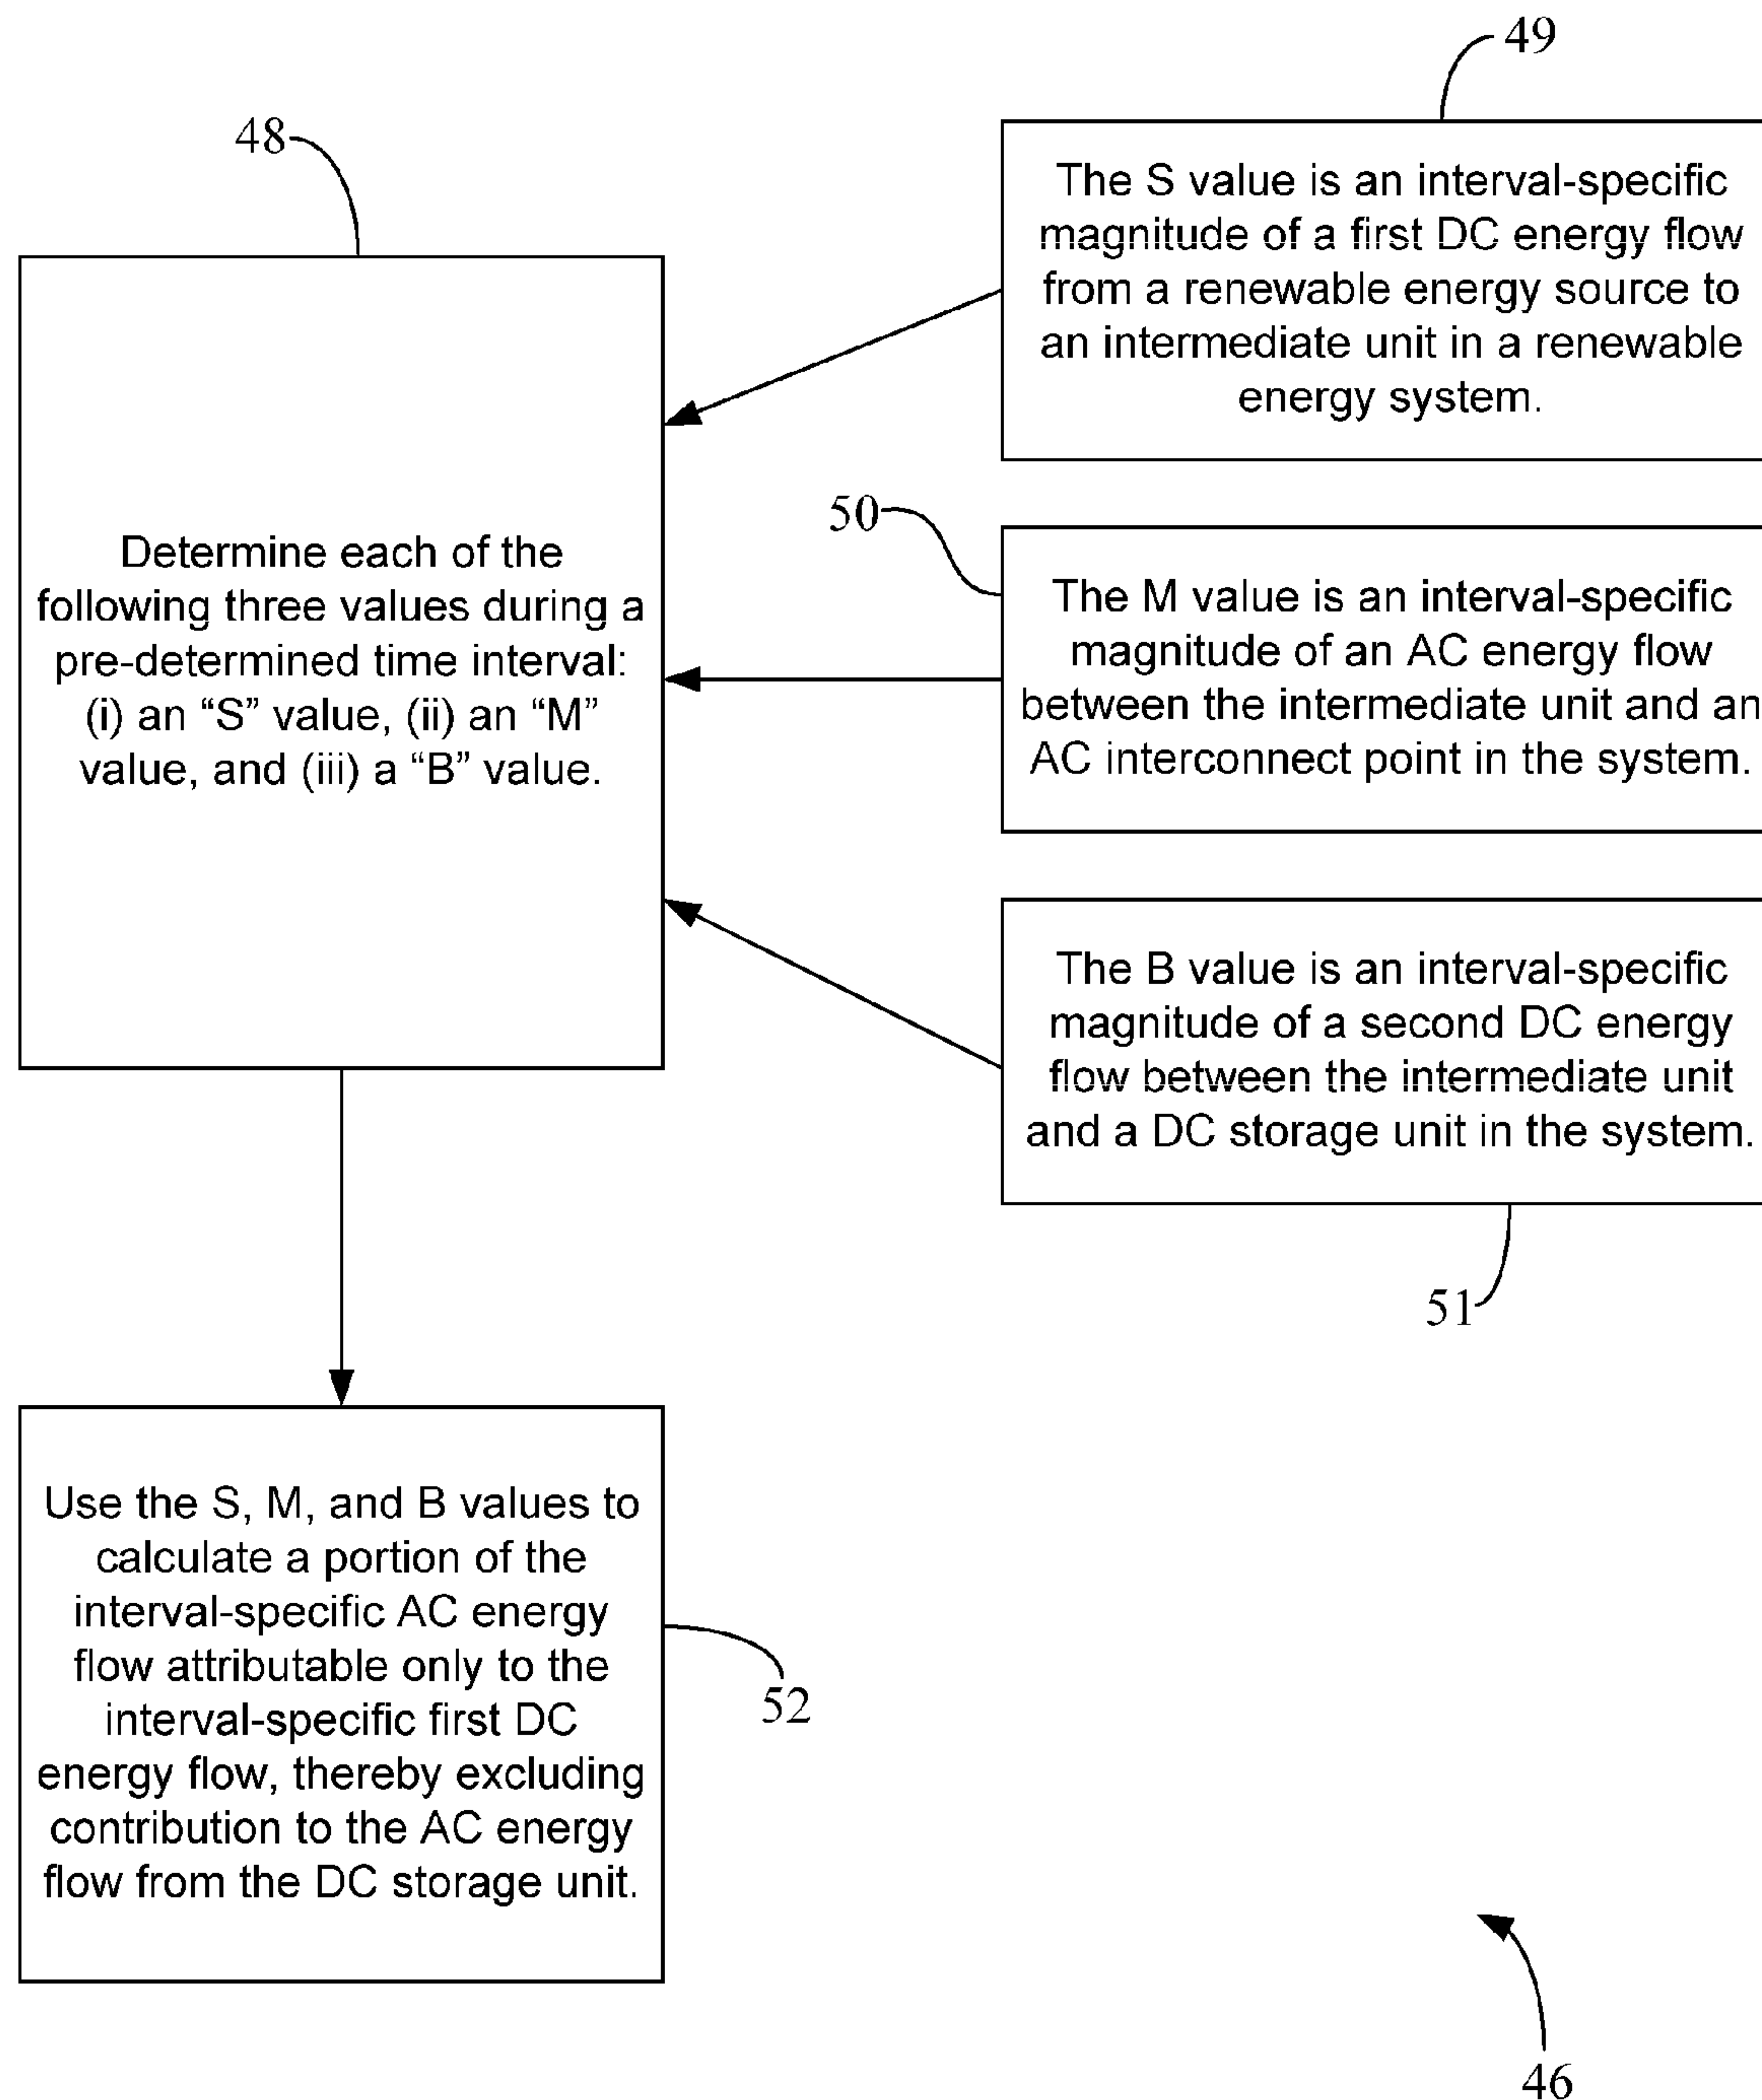 49
48
The S value is an interval-specific
magnitude of a first DC energy flow
from a renewable energy source to
an intermediate unit in a renewable
energy system.
50
Determine each of the
following three values during a
pre-determined time interval:
(i) an “S” value, (ii) an “M”
value, and (iii) a “B” value.
The M value is an interval-specific
magnitude of an AC energy flow
between the intermediate unit and an
AC interconnect point in the system.
The B value is an interval-specific
magnitude of a second DC energy
flow between the intermediate unit
and a DC storage unit in the system.
51
Use the S, M, and B values to
calculate a portion of the
interval-specific AC energy
flow attributable only to the
interval-specific first DC
energy flow, thereby excluding
contribution to the AC energy
flow from the DC storage unit.
52
46